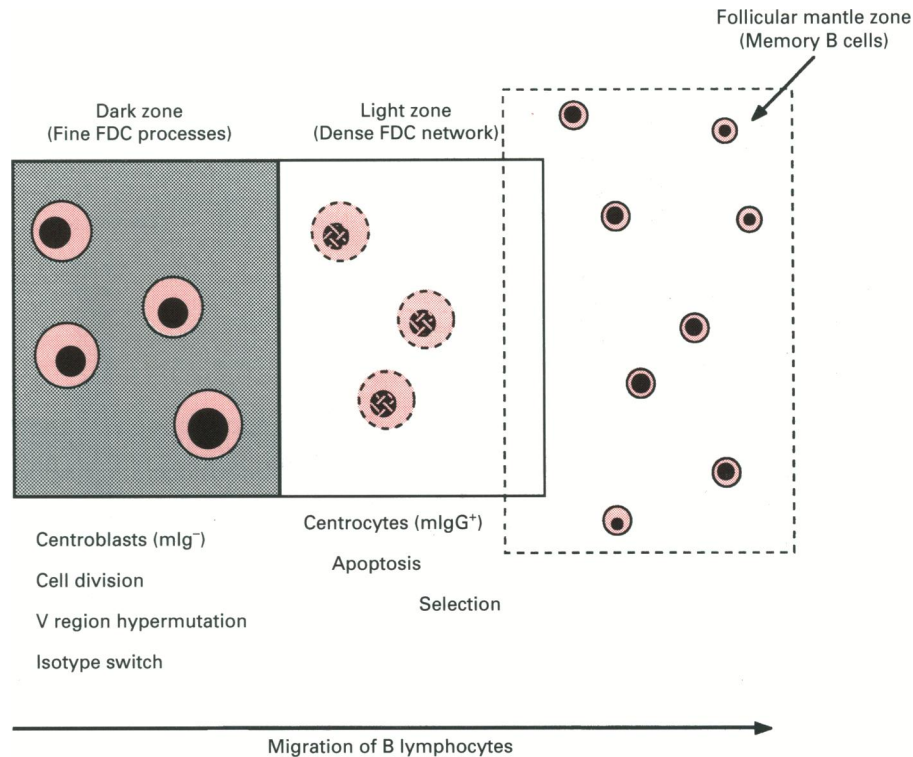 Follicular mantle zone
(Memory B cells)
Dark zone
(Fine FDC processes)
Light zone
(Dense FDC network)
Centroblasts (mIg⁻)
Cell division
V region hypermutation
Isotype switch
Centrocytes (mIgG⁺)
Apoptosis
Selection
Migration of B lymphocytes